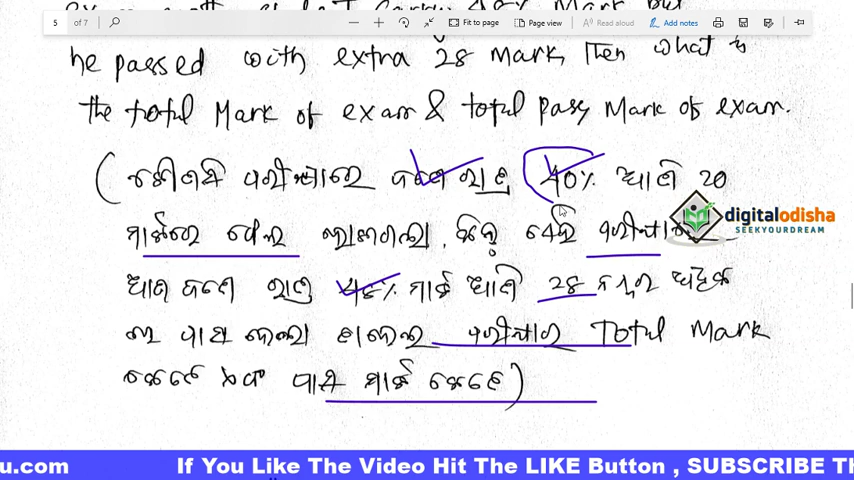 5 of 7 Fit to page Page view Read aloud Add notes
he passed with extra 28 Mark, Then what is
the total Mark of exam & total pass Mark of exam.
ପରୀକ୍ଷାରେ ଜଣେ ଛାତ୍ର 40% ଆଣି 20
ମାର୍କରେ ଫେଲ ହୋଇଗଲା, କିନ୍ତୁ ସେହି ପରୀକ୍ଷାରେ
digitalodisha
SEEKYOURDREAM
ଆଉ ଜଣେ ଛାତ୍ର ମାର୍କ ଆଣି 28 ନମ୍ବର ଅଧିକ
ପାସ ହୋଇଲା ପରୀକ୍ଷାର Total Mark
କେତେ ଏବଂ ପାସ ମାର୍କ କେତେ)
u.com If You Like The Video Hit The LIKE Button , SUBSCRIBE Th